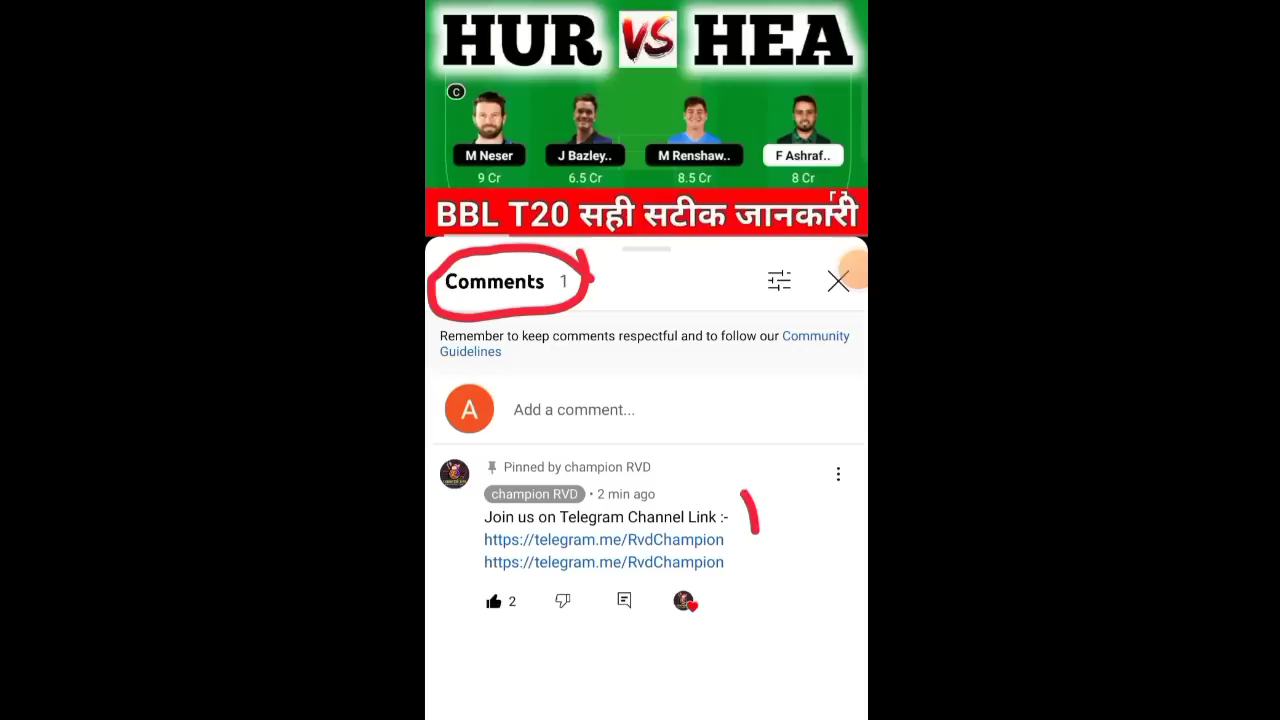 HUR VS HEA
C
M Neser J Bazley.. M Renshaw.. F Ashraf..
9 Cr 6.5 Cr 8.5 Cr 8 Cr
BBL T20 सही सटीक जानकारी
Comments 1
Remember to keep comments respectful and to follow our Community
Guidelines
A Add a comment...
Pinned by champion RVD
champion RVD • 2 min ago
Join us on Telegram Channel Link :-
https://telegram.me/RvdChampion
https://telegram.me/RvdChampion
2